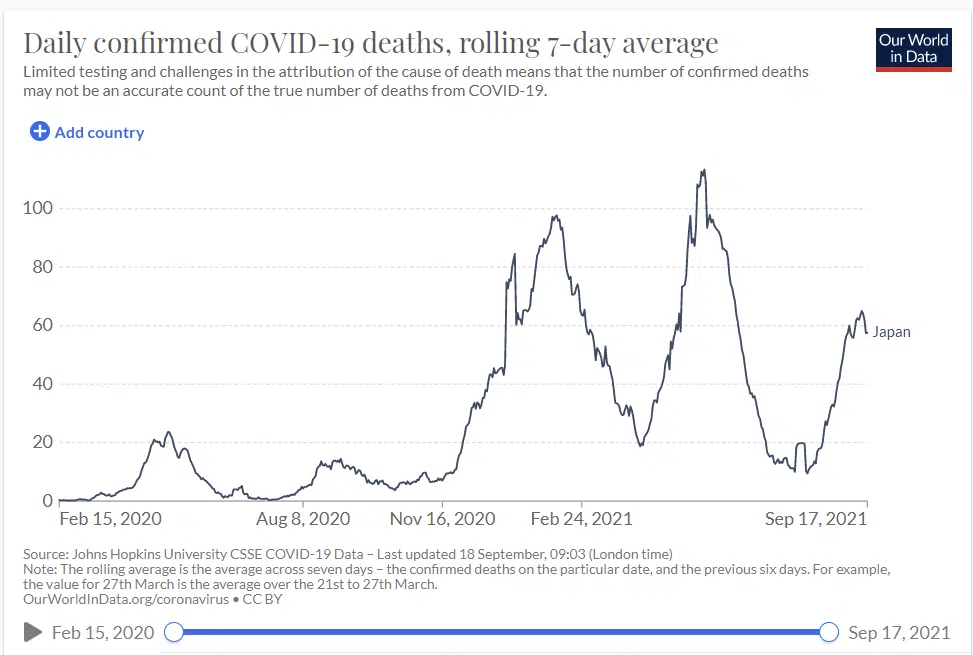 Daily confirmed COVID-19 deaths, rolling 7-day average
Our World
in Data
Limited testing and challenges in the attribution of the cause of death means that the number of confirmed deaths
may not be an accurate count of the true number of deaths from COVID-19.
Add country
100
80
60
40
20
0
Japan
Feb 15, 2020
Aug 8, 2020
Nov 16, 2020
Feb 24, 2021
Sep 17, 2021
Source: Johns Hopkins University CSSE COVID-19 Data – Last updated 18 September, 09:03 (London time)
Note: The rolling average is the average across seven days – the confirmed deaths on the particular date, and the previous six days. For example,
the value for 27th March is the average over the 21st to 27th March.
OurWorldInData.org/coronavirus • CC BY
Feb 15, 2020
Sep 17, 2021